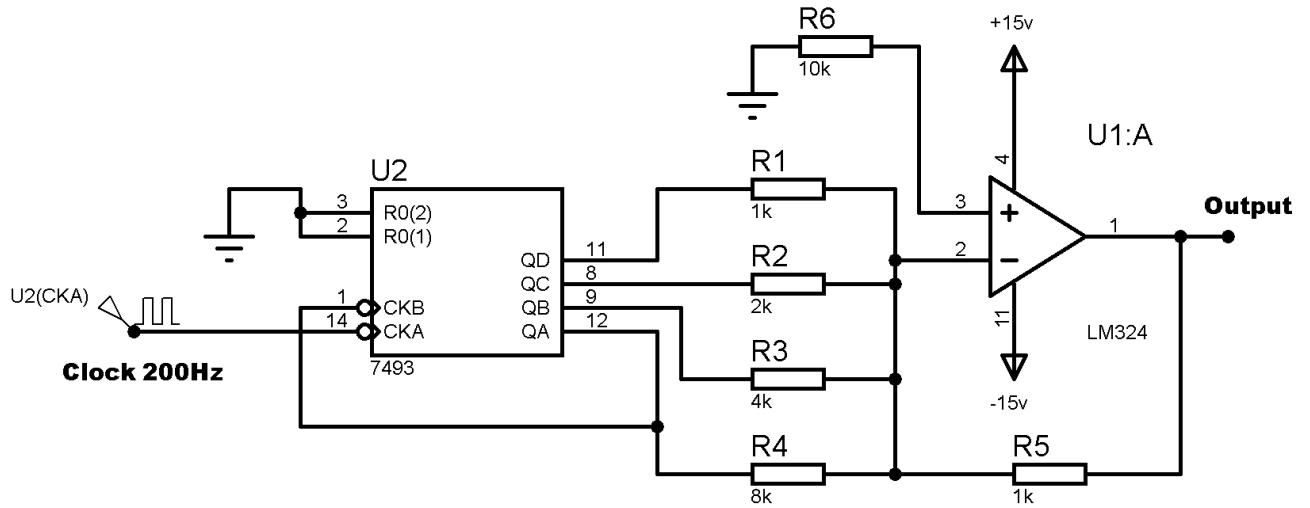 R6
10k
+15v
U1:A
4
3
+
2
−
1
Output
11
LM324
-15v
U2
3
R0(2)
2
R0(1)
QD
11
QC
8
1
CKB
QB
9
14
CKA
QA
12
7493
U2(CKA)
Clock 200Hz
R1
1k
R2
2k
R3
4k
R4
8k
R5
1k